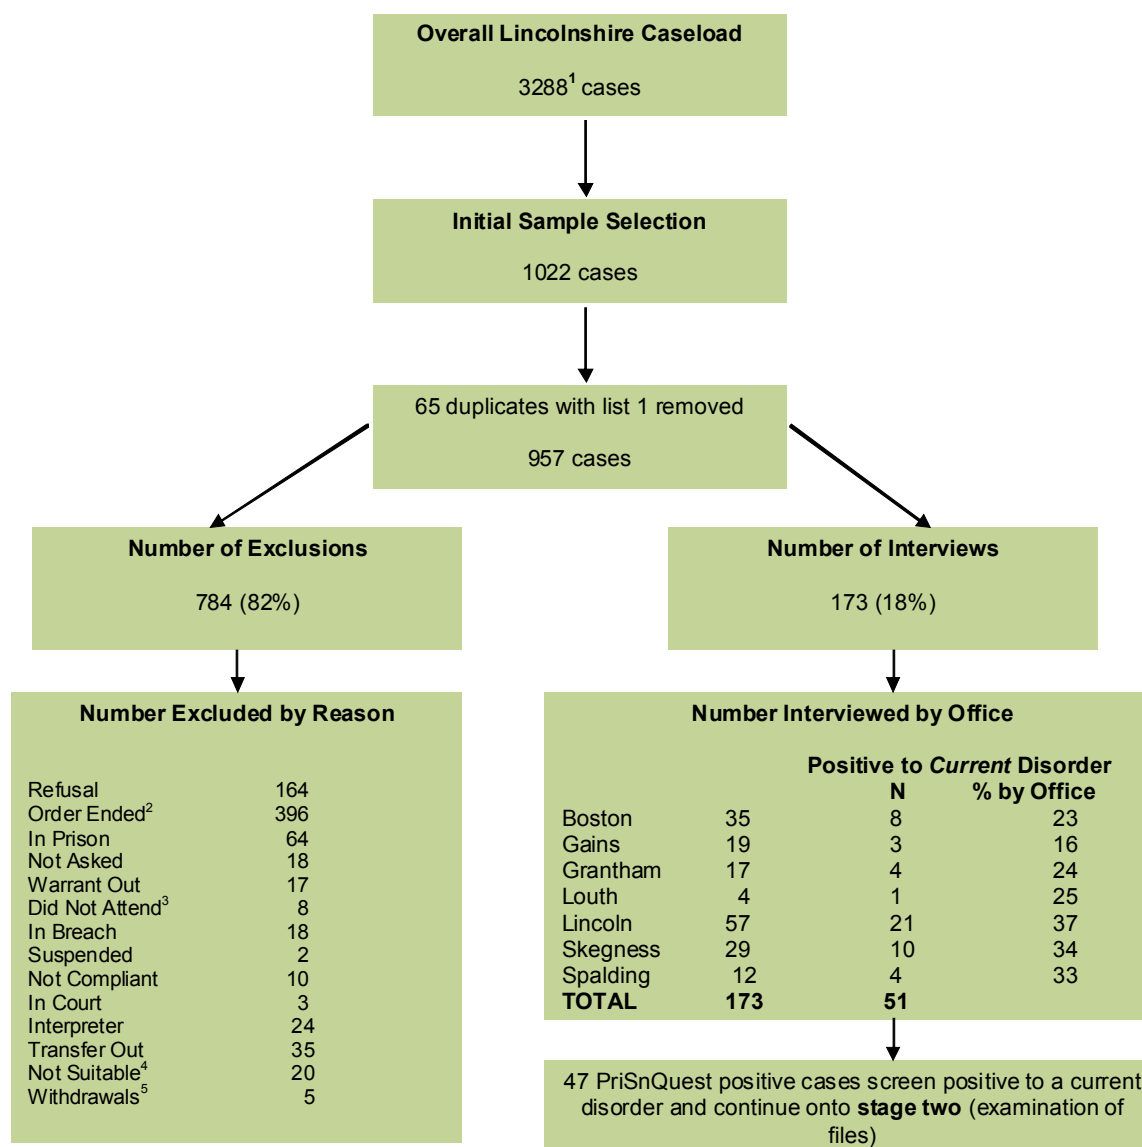 Overall Lincolnshire Caseload
3288¹ cases
Initial Sample Selection
1022 cases
65 duplicates with list 1 removed
957 cases
Number of Exclusions
784 (82%)
Number of Interviews
173 (18%)
Number Excluded by Reason
Refusal 164
Order Ended² 396
In Prison 64
Not Asked 18
Warrant Out 17
Did Not Attend³ 8
In Breach 18
Suspended 2
Not Compliant 10
In Court 3
Interpreter 24
Transfer Out 35
Not Suitable⁴ 20
Withdrawals⁵ 5
Number Interviewed by Office
Positive to Current Disorder
N % by Office
Boston 35 8 23
Gains 19 3 16
Grantham 17 4 24
Louth 4 1 25
Lincoln 57 21 37
Skegness 29 10 34
Spalding 12 4 33
TOTAL 173 51
47 PriSnQuest positive cases screen positive to a current
disorder and continue onto stage two (examination of
files)